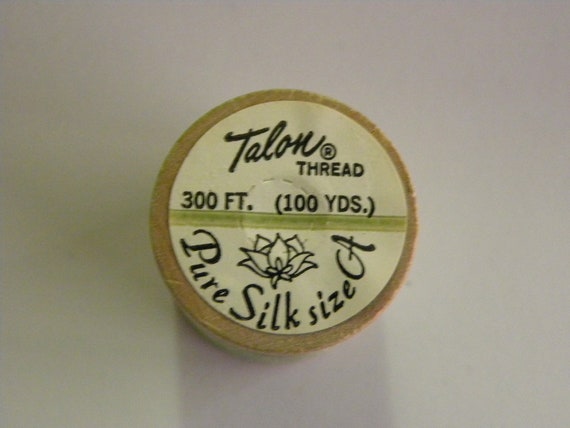 Talon®
THREAD
300 FT. (100 YDS.)
Pure Silk size A